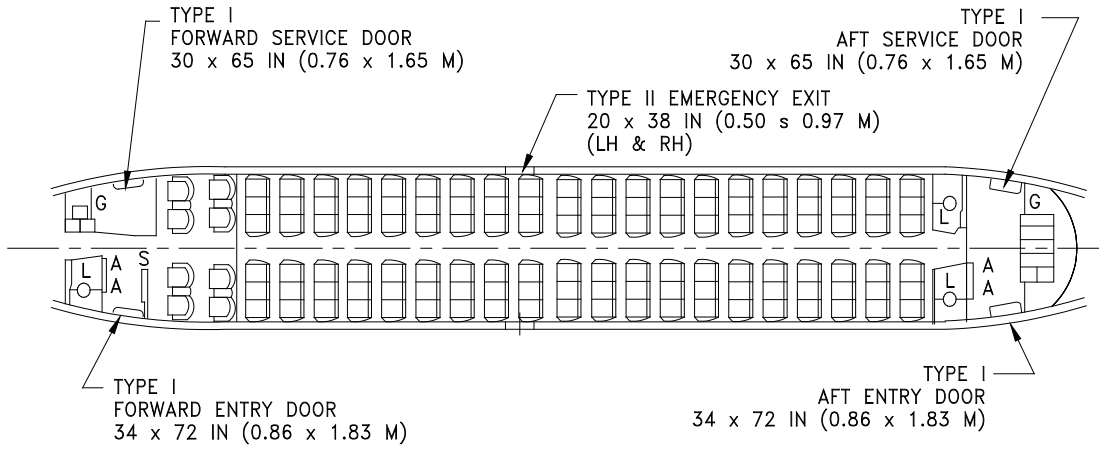 TYPE I
FORWARD SERVICE DOOR
30 x 65 IN (0.76 x 1.65 M)
TYPE I
AFT SERVICE DOOR
30 x 65 IN (0.76 x 1.65 M)
TYPE II EMERGENCY EXIT
20 x 38 IN (0.50 s 0.97 M)
(LH & RH)
G
L
G
L
A
A
S
L
A
A
TYPE I
FORWARD ENTRY DOOR
34 x 72 IN (0.86 x 1.83 M)
TYPE I
AFT ENTRY DOOR
34 x 72 IN (0.86 x 1.83 M)